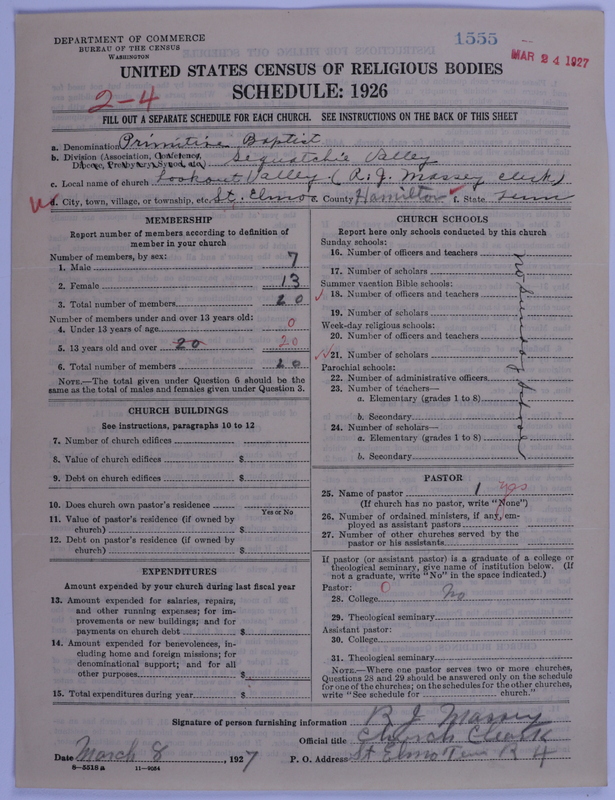 DEPARTMENT OF COMMERCE
BUREAU OF THE CENSUS
WASHINGTON
1555
MAR 24 1927
UNITED STATES CENSUS OF RELIGIOUS BODIES
SCHEDULE: 1926
2-4
FILL OUT A SEPARATE SCHEDULE FOR EACH CHURCH. SEE INSTRUCTIONS ON THE BACK OF THIS SHEET
a. Denomination Primitive Baptist
b. Division (Association, Conference, Diocese, Presbytery, Synod, etc.) Sequatchie Valley
c. Local name of church Lookout Valley (R. J. Massey clerk)
d. City, town, village, or township, etc. St. Elmo e. County Hamilton f. State Tenn
MEMBERSHIP
Report number of members according to definition of
member in your church
Number of members, by sex:
1. Male 7
2. Female 13
3. Total number of members 20
Number of members under and over 13 years old:
4. Under 13 years of age 0
5. 13 years old and over 20 20
6. Total number of members 20
NOTE.—The total given under Question 6 should be the
same as the total of males and females given under Question 3.
CHURCH BUILDINGS
See instructions, paragraphs 10 to 12
7. Number of church edifices
8. Value of church edifices $
9. Debt on church edifices $
10. Does church own pastor's residence
Yes or No
11. Value of pastor's residence (if owned by
church) $
12. Debt on pastor's residence (if owned by
church) $
EXPENDITURES
Amount expended by your church during last fiscal year
13. Amount expended for salaries, repairs,
and other running expenses; for im-
provements or new buildings; and for
payments on church debt $
14. Amount expended for benevolences, in-
cluding home and foreign missions; for
denominational support; and for all
other purposes $
15. Total expenditures during year $
CHURCH SCHOOLS
Report here only schools conducted by this church
Sunday schools:
16. Number of officers and teachers
17. Number of scholars
Summer vacation Bible schools:
18. Number of officers and teachers
19. Number of scholars
Week-day religious schools:
20. Number of officers and teachers
21. Number of scholars
Parochial schools:
22. Number of administrative officers
23. Number of teachers—
a. Elementary (grades 1 to 8)
b. Secondary
24. Number of scholars—
a. Elementary (grades 1 to 8)
b. Secondary
No Sunday School
PASTOR
25. Name of pastor 1 yes
(If church has no pastor, write "None")
26. Number of ordained ministers, if any, em-
ployed as assistant pastors
27. Number of other churches served by the
pastor or his assistants
If pastor (or assistant pastor) is a graduate of a college or
theological seminary, give name of institution below. (If
not a graduate, write "No" in the space indicated.)
Pastor: 0
28. College No
29. Theological seminary
Assistant pastor:
30. College
31. Theological seminary
NOTE.—Where one pastor serves two or more churches,
Questions 28 and 29 should be answered only on the schedule
for one of the churches; on the schedules for the other churches,
write "See schedule for church."
Signature of person furnishing information R J Massey
Official title Church Cleark
Date March 8, 1927 P. O. Address St Elmo Tenn R 4
8—5518 a 11—9054